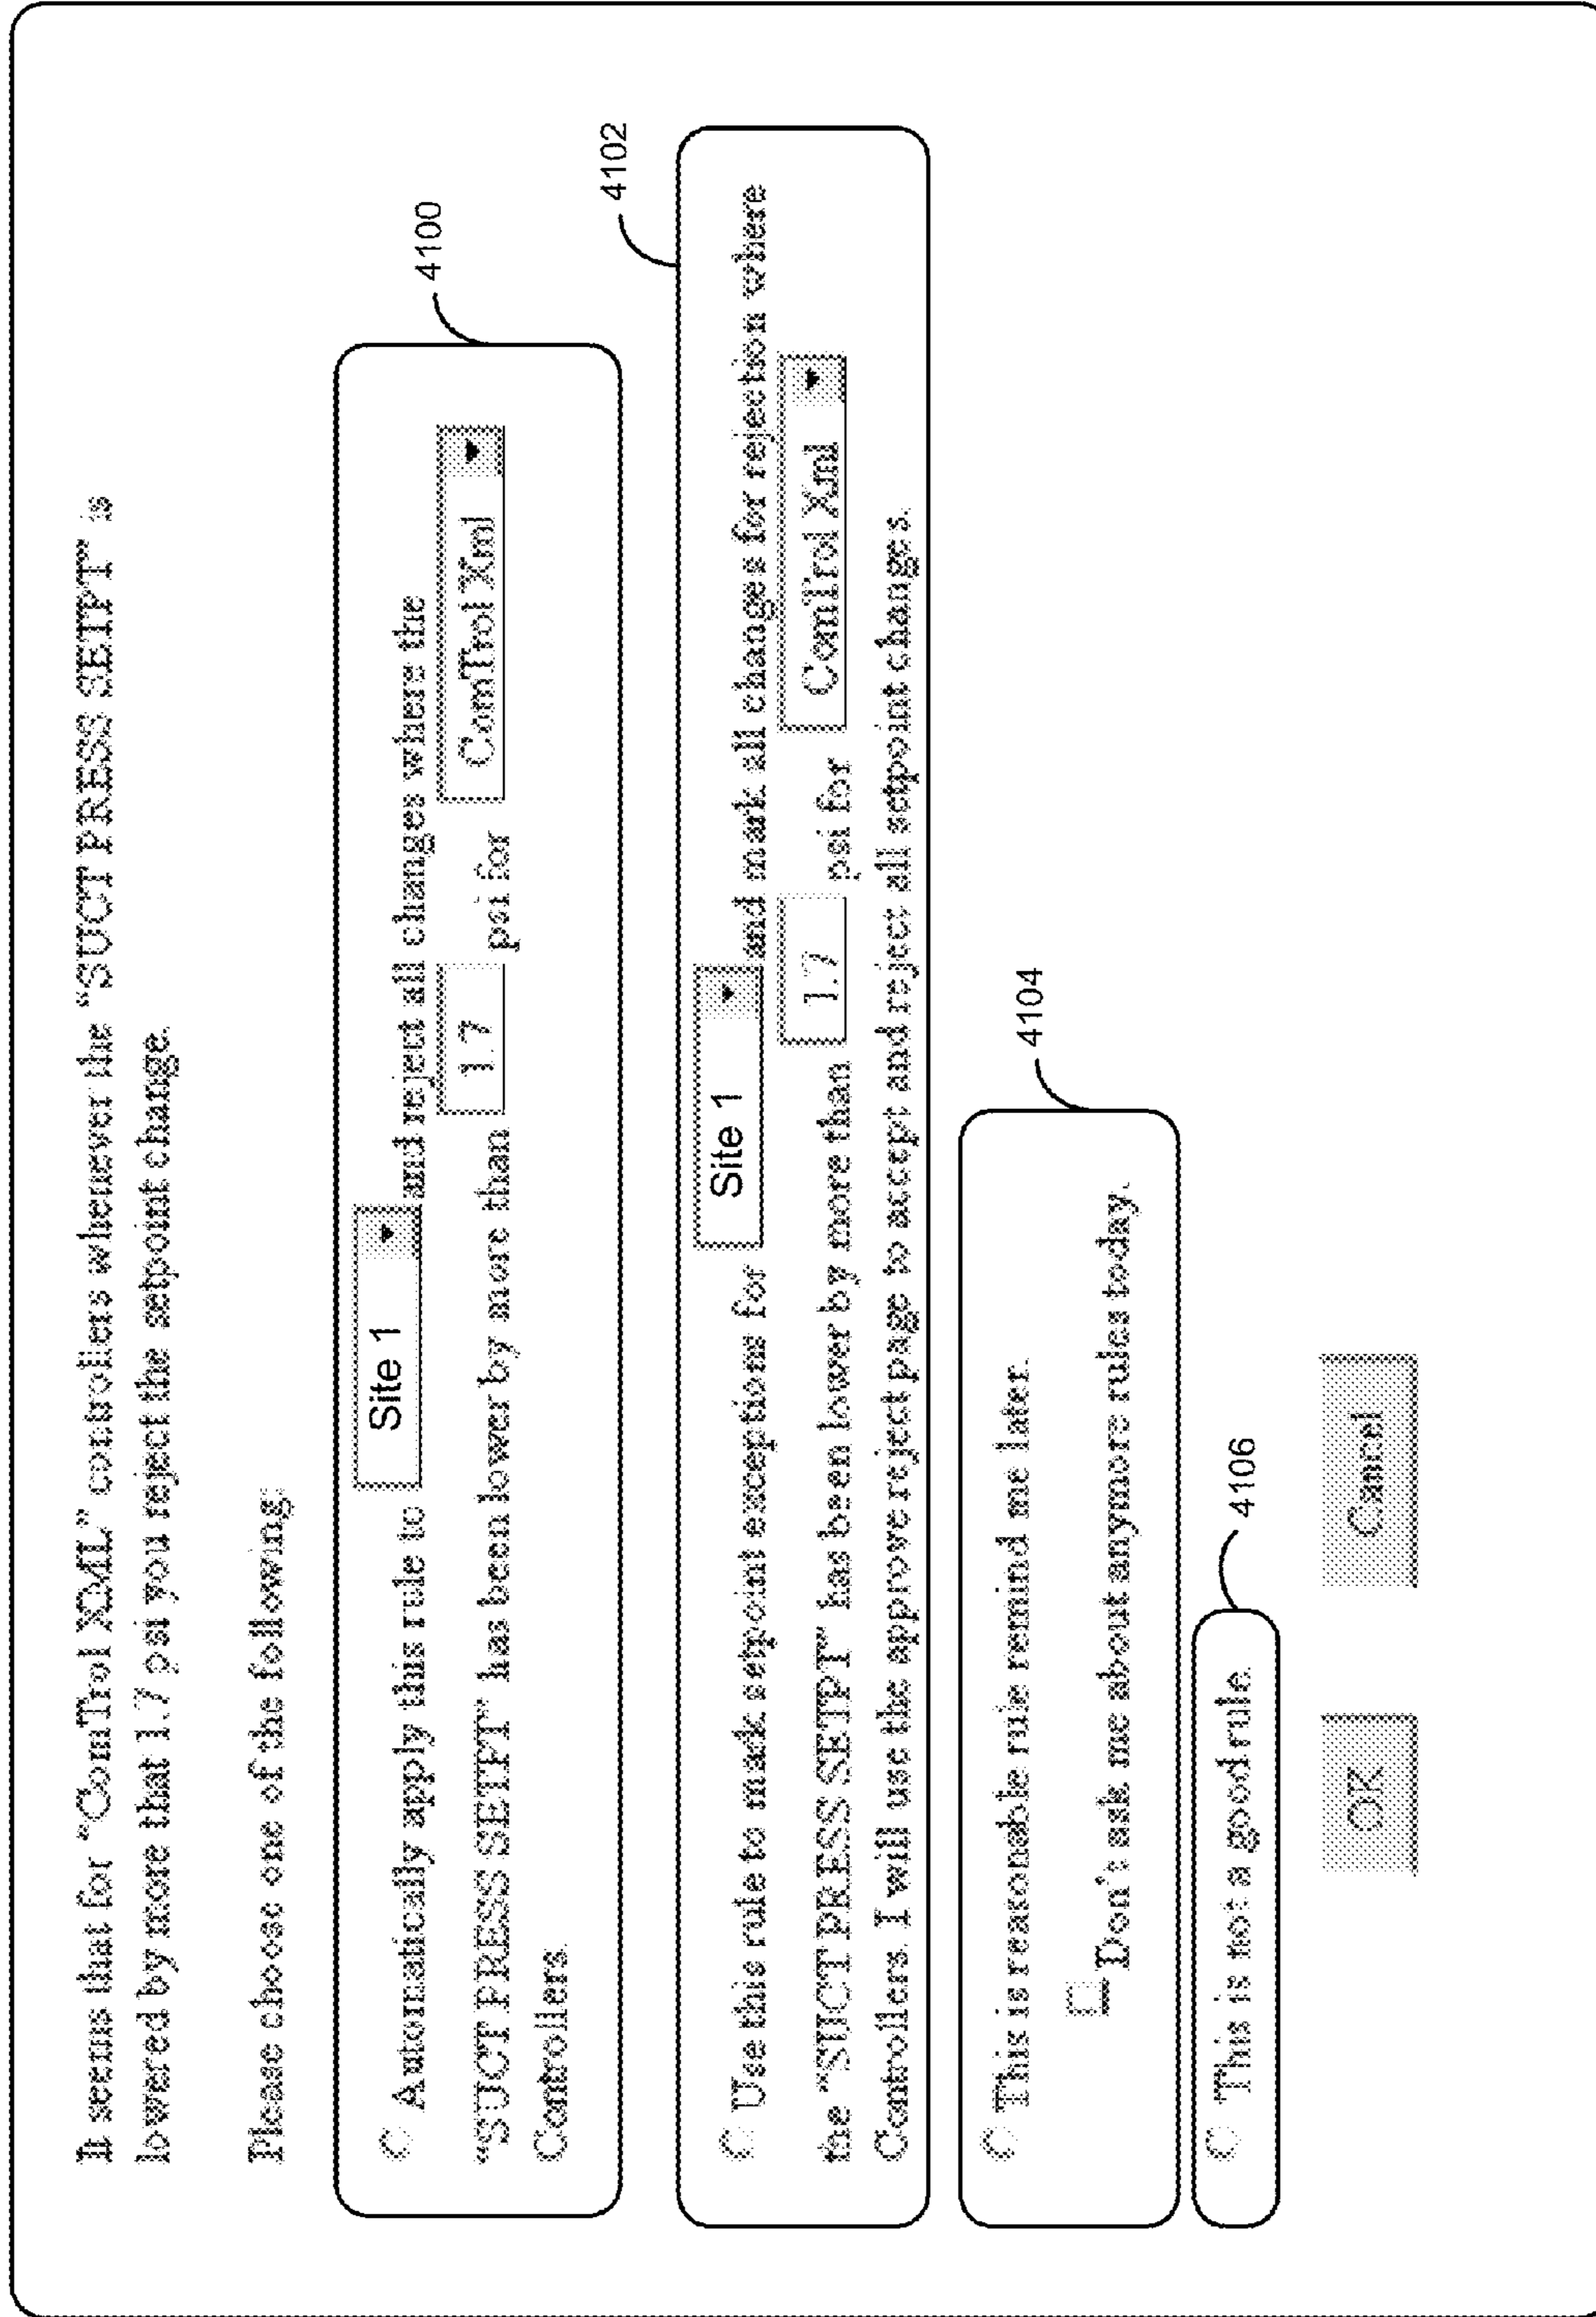 It seems that for "ComTrol XML" controllers whenever the "SUCT PRESS SETPT" is
lowered by more that 1.7 psi you reject the setpoint change.
Please choose one of the following:
Automatically apply this rule to Site 1 and reject all changes where the
"SUCT PRESS SETPT" has been lower by more than 1.7 psi for ComTrol Xml
Controllers.
4100
Use this rule to mark setpoint exceptions for Site 1 and mark all changes for rejection where
the "SUCT PRESS SETPT" has been lower by more than 1.7 psi for ComTrol Xml
Controllers. I will use the approve reject page to accept and reject all setpoint changes.
4102
This is reasonable rule remind me later.
Don't ask me about anymore rules today.
4104
This is not a good rule.
4106
OK Cancel